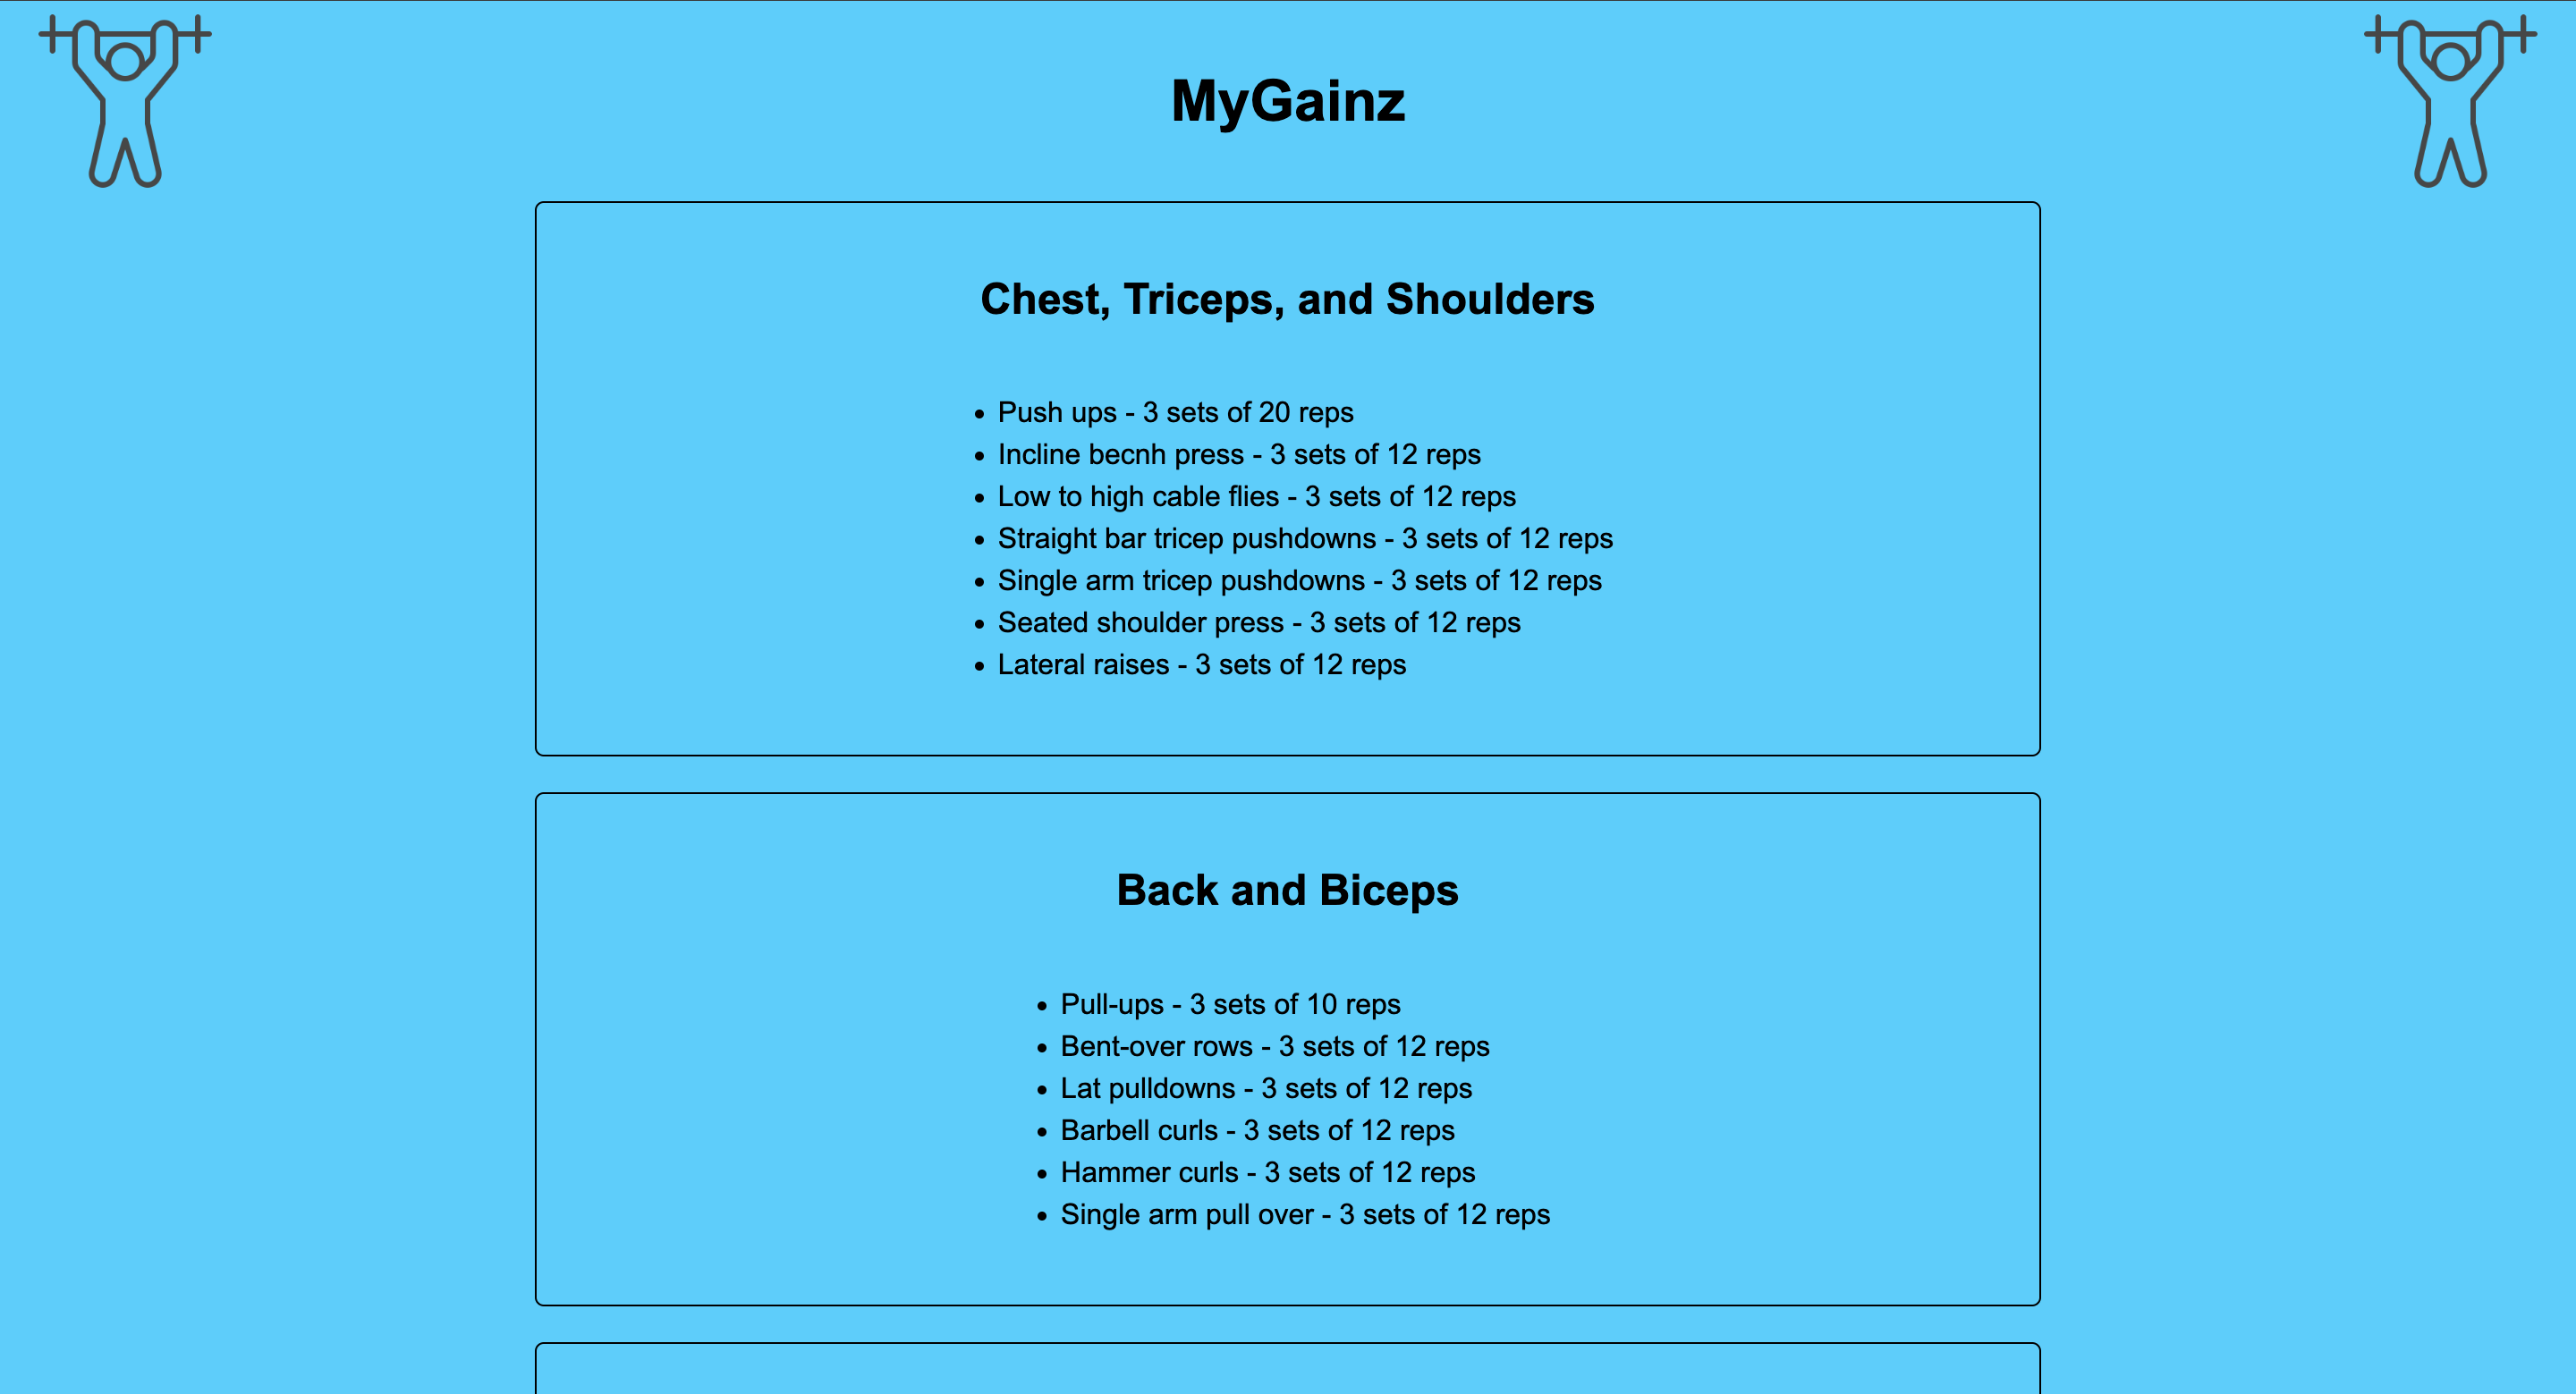 MyGainz
Chest, Triceps, and Shoulders
• Push ups - 3 sets of 20 reps
• Incline becnh press - 3 sets of 12 reps
• Low to high cable flies - 3 sets of 12 reps
• Straight bar tricep pushdowns - 3 sets of 12 reps
• Single arm tricep pushdowns - 3 sets of 12 reps
• Seated shoulder press - 3 sets of 12 reps
• Lateral raises - 3 sets of 12 reps
Back and Biceps
• Pull-ups - 3 sets of 10 reps
• Bent-over rows - 3 sets of 12 reps
• Lat pulldowns - 3 sets of 12 reps
• Barbell curls - 3 sets of 12 reps
• Hammer curls - 3 sets of 12 reps
• Single arm pull over - 3 sets of 12 reps